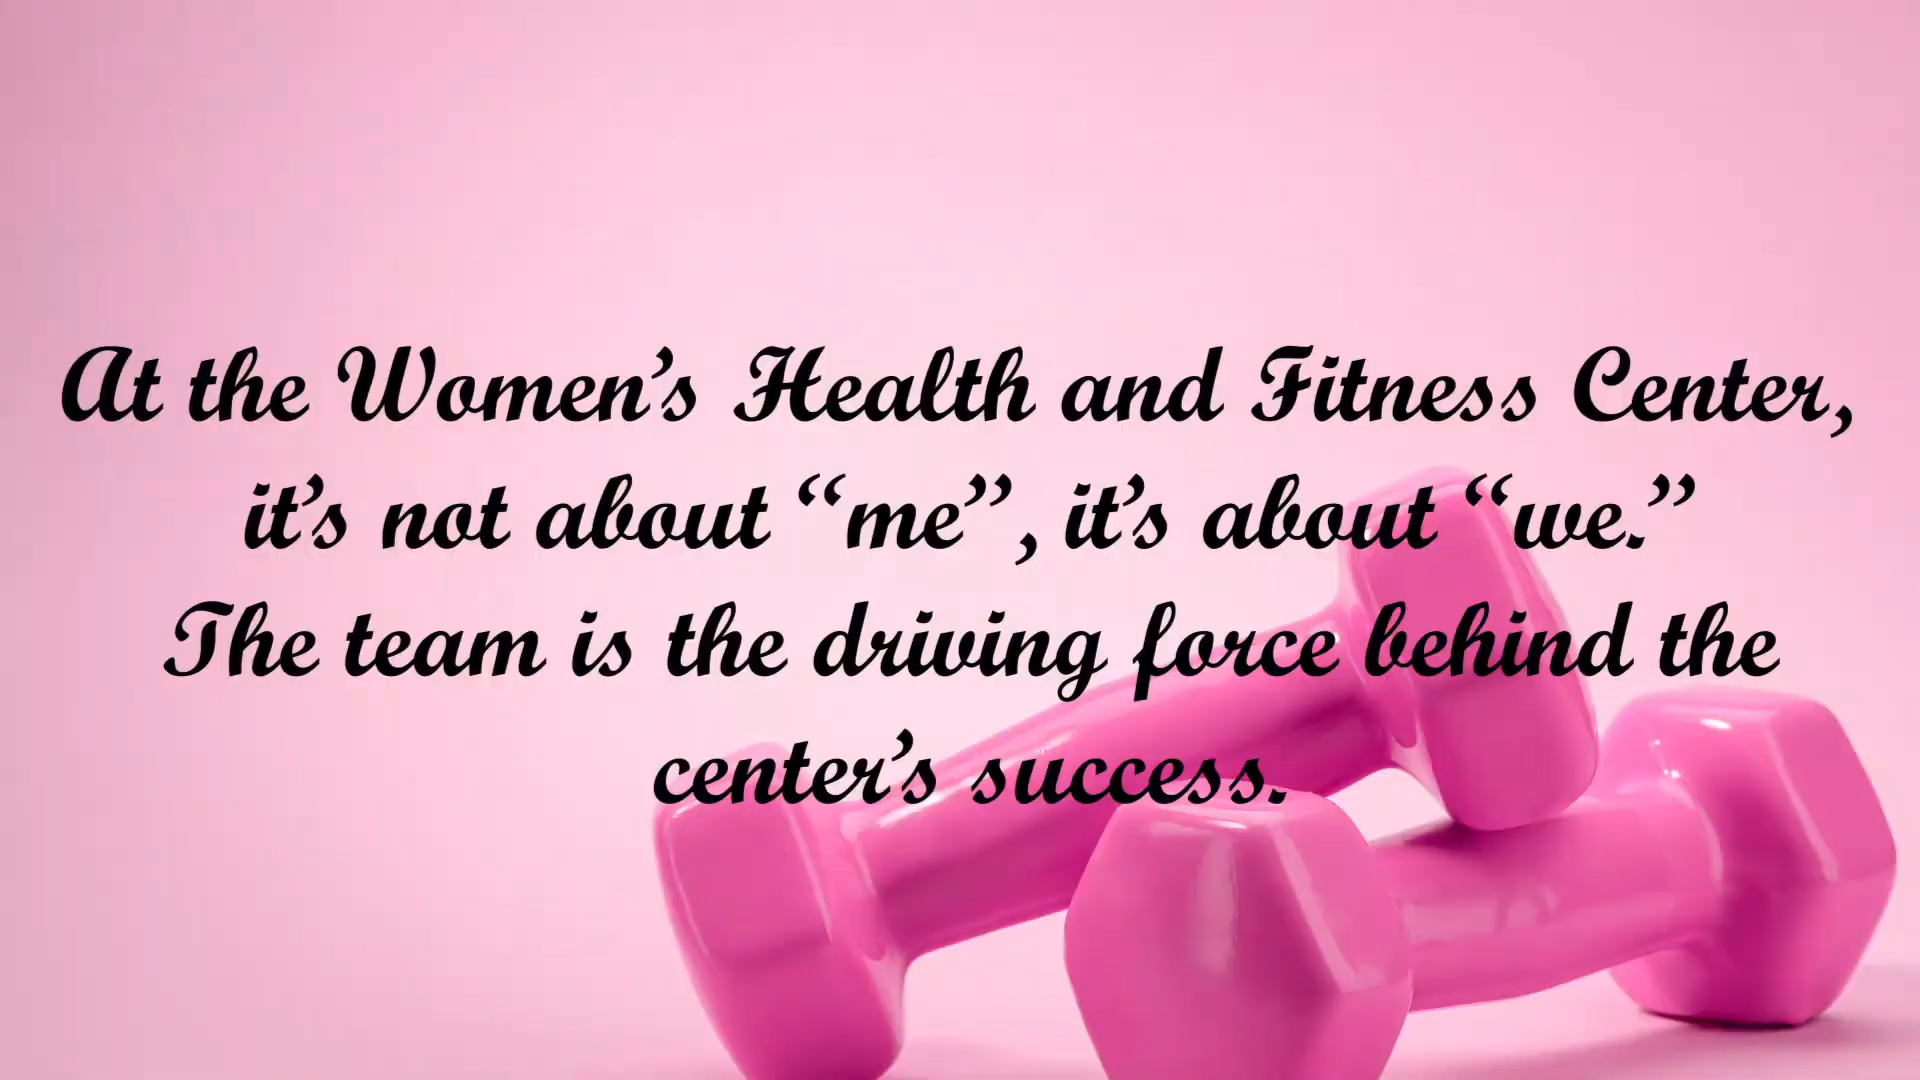 At the Women’s Health and Fitness Center,
it’s not about “me”, it’s about “we.”
The team is the driving force behind the
center’s success.